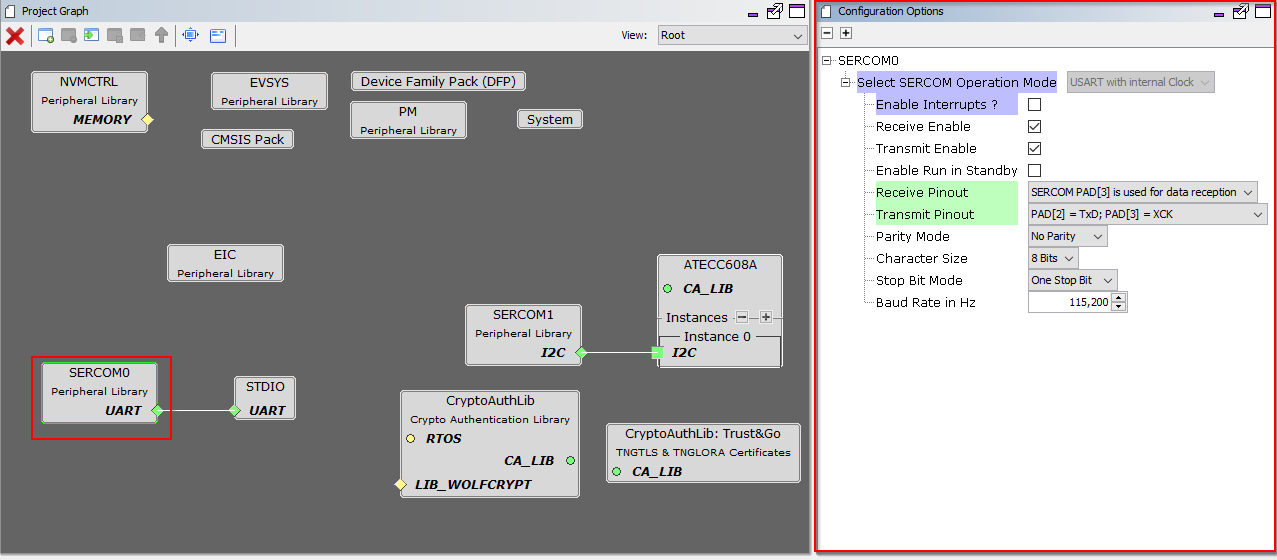 Project Graph
View: Root
NVMCTRL
Peripheral Library
MEMORY
EVSYS
Peripheral Library
Device Family Pack (DFP)
PM
Peripheral Library
System
CMSIS Pack
EIC
Peripheral Library
ATECC608A
CA_LIB
Instances
Instance 0
I2C
SERCOM1
Peripheral Library
I2C
SERCOM0
Peripheral Library
UART
STDIO
UART
CryptoAuthLib
Crypto Authentication Library
RTOS
CA_LIB
LIB_WOLFCRYPT
CryptoAuthLib: Trust&Go
TNGTLS & TNGLORA Certificates
CA_LIB
Configuration Options
SERCOM0
Select SERCOM Operation Mode USART with internal Clock
Enable Interrupts ?
Receive Enable
Transmit Enable
Enable Run in Standby
Receive Pinout SERCOM PAD[3] is used for data reception
Transmit Pinout PAD[2] = TxD; PAD[3] = XCK
Parity Mode No Parity
Character Size 8 Bits
Stop Bit Mode One Stop Bit
Baud Rate in Hz 115,200